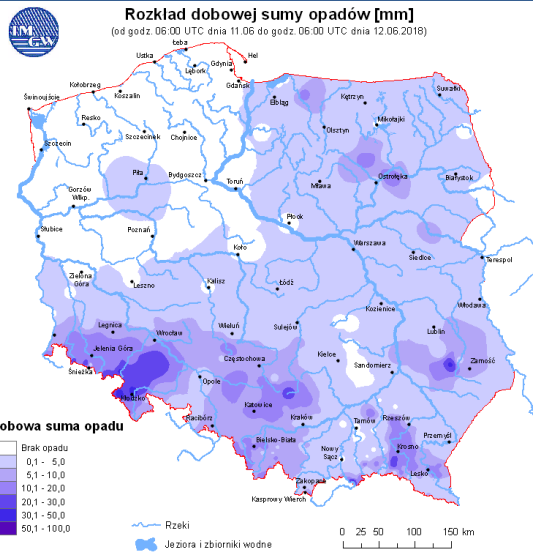 IMGW
Rozkład dobowej sumy opadów [mm]
(od godz. 06:00 UTC dnia 11.06 do godz. 06:00 UTC dnia 12.06.2018)
Łeba
Ustka
Hel
Lębork
Gdynia
Kołobrzeg
Koszalin
Gdańsk
Elbląg
Kętrzyn
Suwałki
Świnoujście
Resko
Szczecinek
Chojnice
Olsztyn
Mikołajki
Szczecin
Piła
Bydgoszcz
Toruń
Mława
Ostrołęka
Białystok
Gorzów
Wlkp.
Płock
Słubice
Poznań
Koło
Warszawa
Siedlce
Terespol
Zielona
Góra
Leszno
Kalisz
Łódź
Kozienice
Włodawa
Legnica
Wrocław
Wieluń
Sulejów
Lublin
Jelenia Góra
Śnieżka
Częstochowa
Kielce
Sandomierz
Zamość
Opole
Kłodzko
Racibórz
Katowice
Kraków
Tarnów
Rzeszów
Bielsko-Biała
Nowy
Sącz
Krosno
Przemyśl
Lesko
Zakopane
Kasprowy Wierch
obowa suma opadu
Brak opadu
0,1 - 5,0
5,1 - 10,0
10,1 - 20,0
20,1 - 30,0
30,1 - 50,0
50,1 - 100,0
Rzeki
Jeziora i zbiorniki wodne
0 25 50 100 150 km